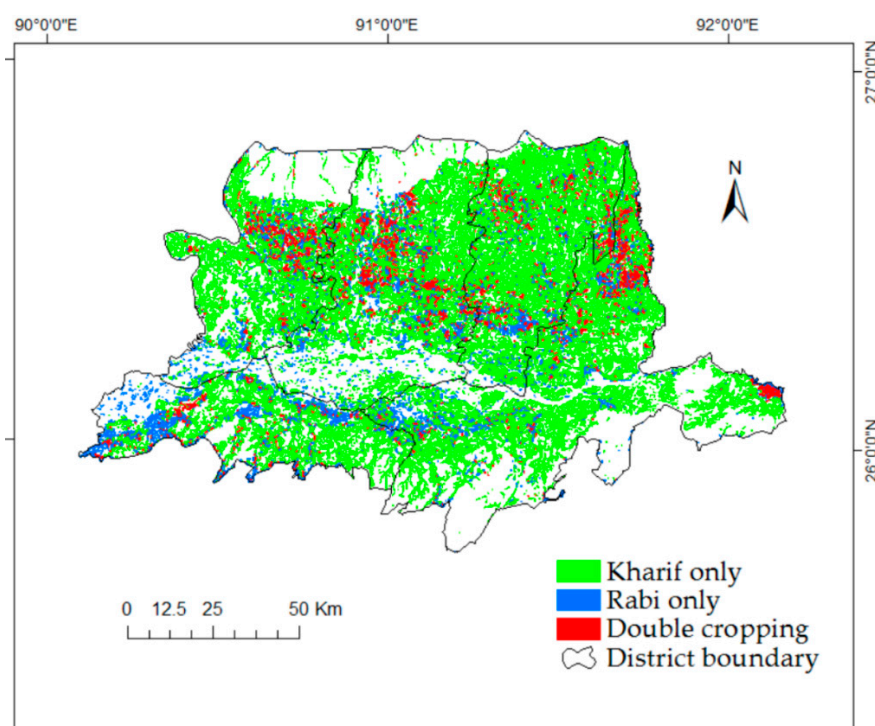 90°0'0"E 91°0'0"E 92°0'0"E
27°0'0"N
N
26°0'0"N
Kharif only
Rabi only
Double cropping
District boundary
0 12.5 25 50 Km